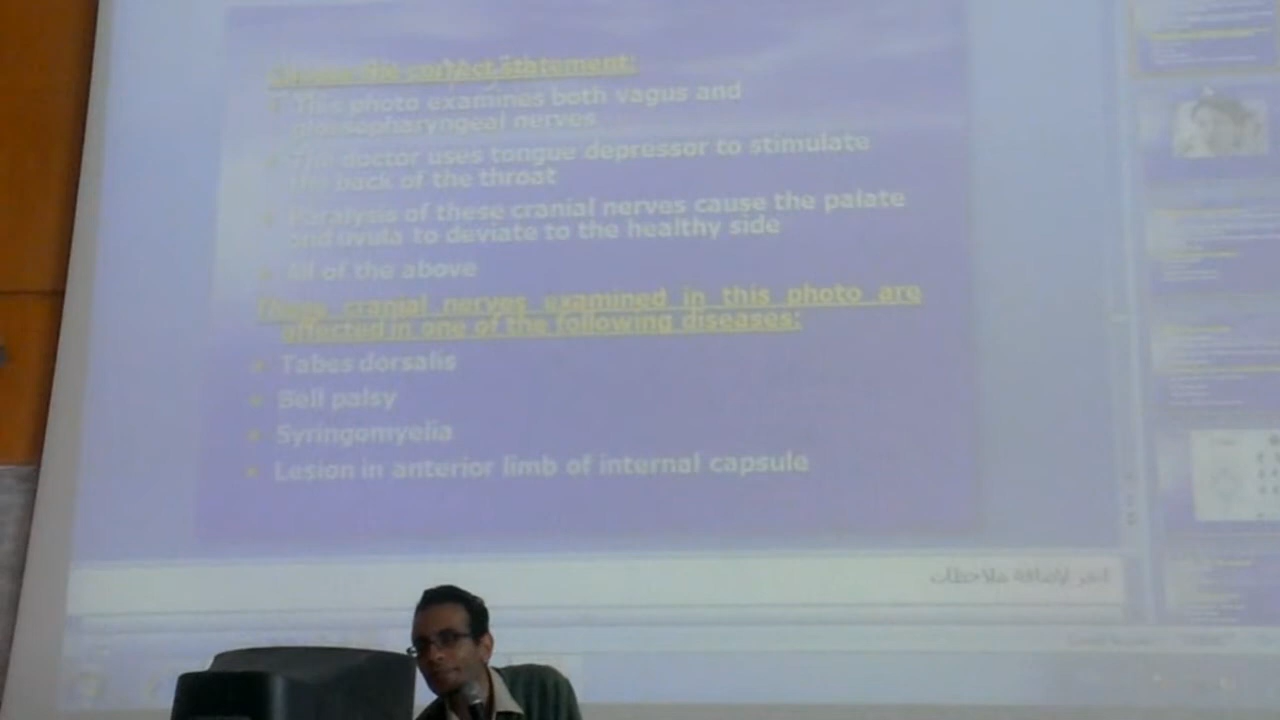 Choose the correct statement:
This photo examines both vagus and
glossopharyngeal nerves
The doctor uses tongue depressor to stimulate
the back of the throat
Paralysis of these cranial nerves cause the palate
and uvula to deviate to the healthy side
All of the above
These cranial nerves examined in this photo are
affected in one of the following diseases:
Tabes dorsalis
Bell palsy
Syringomyelia
Lesion in anterior limb of internal capsule
انقر لإضافة ملاحظات